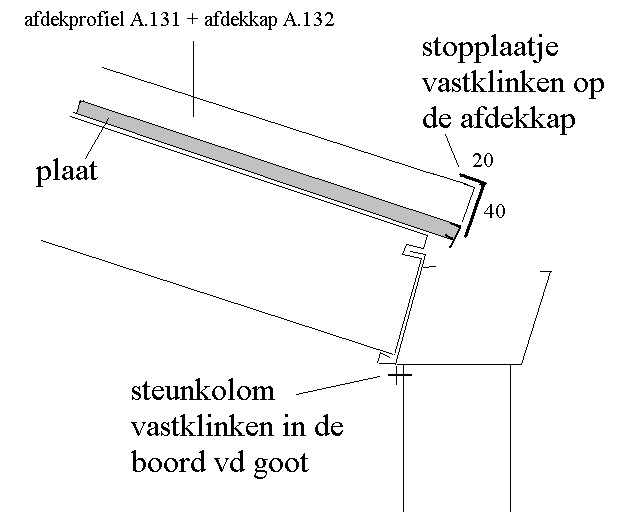 afdekprofiel A.131 + afdekkap A.132
stopplaatje
vastklinken op
de afdekkap
plaat
20
40
steunkolom
vastklinken in de
boord vd goot